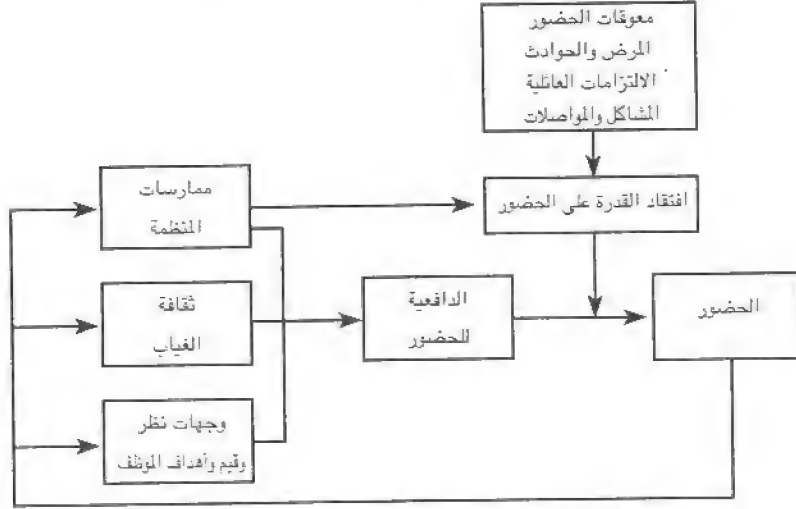 معوقات الحضور
المرض والحوادث
الالتزامات العائلية
المشاكل والمواصلات
ممارسات
المنظمة
افتقاد القدرة على الحضور
ثقافة
الغياب
الدافعية
للحضور
الحضور
وجهات نظر
وقيم وأهداف الموظف